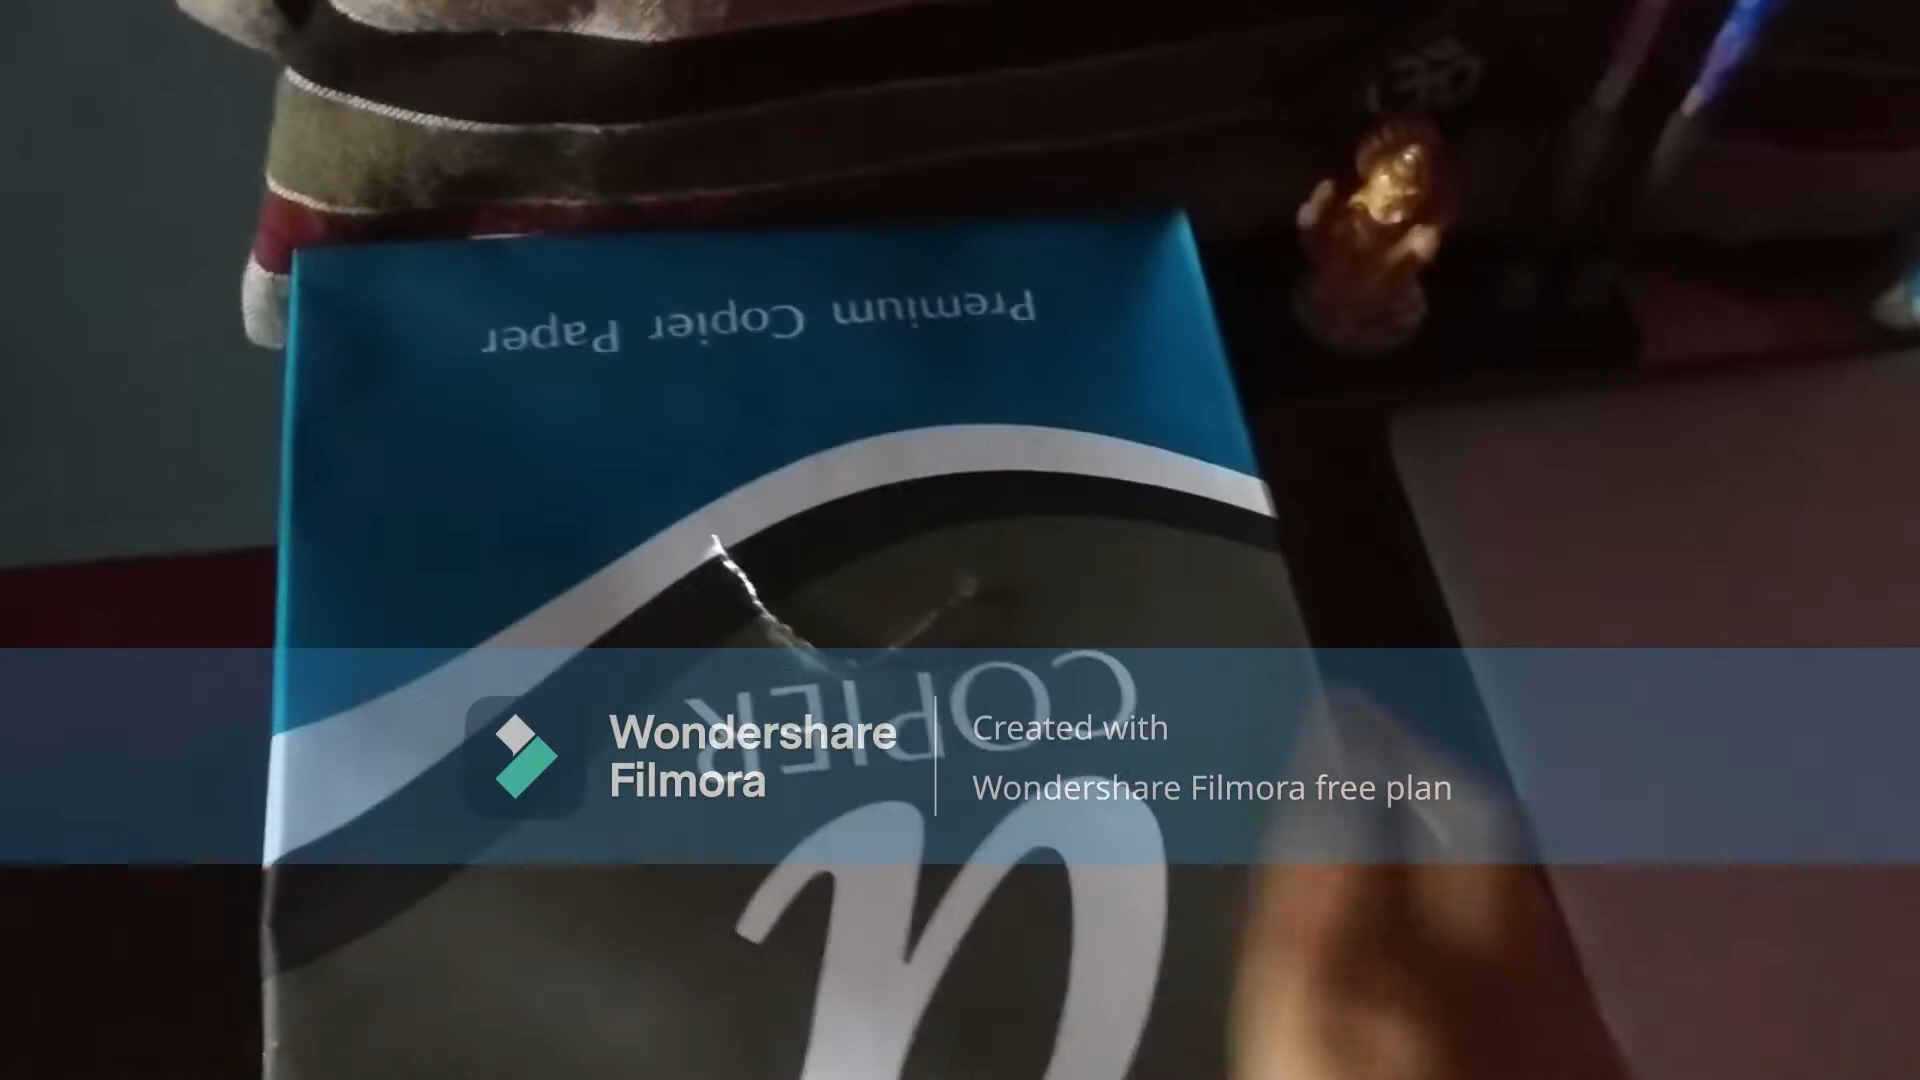 Premium Copier Paper
COPIER
Wondershare
Filmora
Created with
Wondershare Filmora free plan